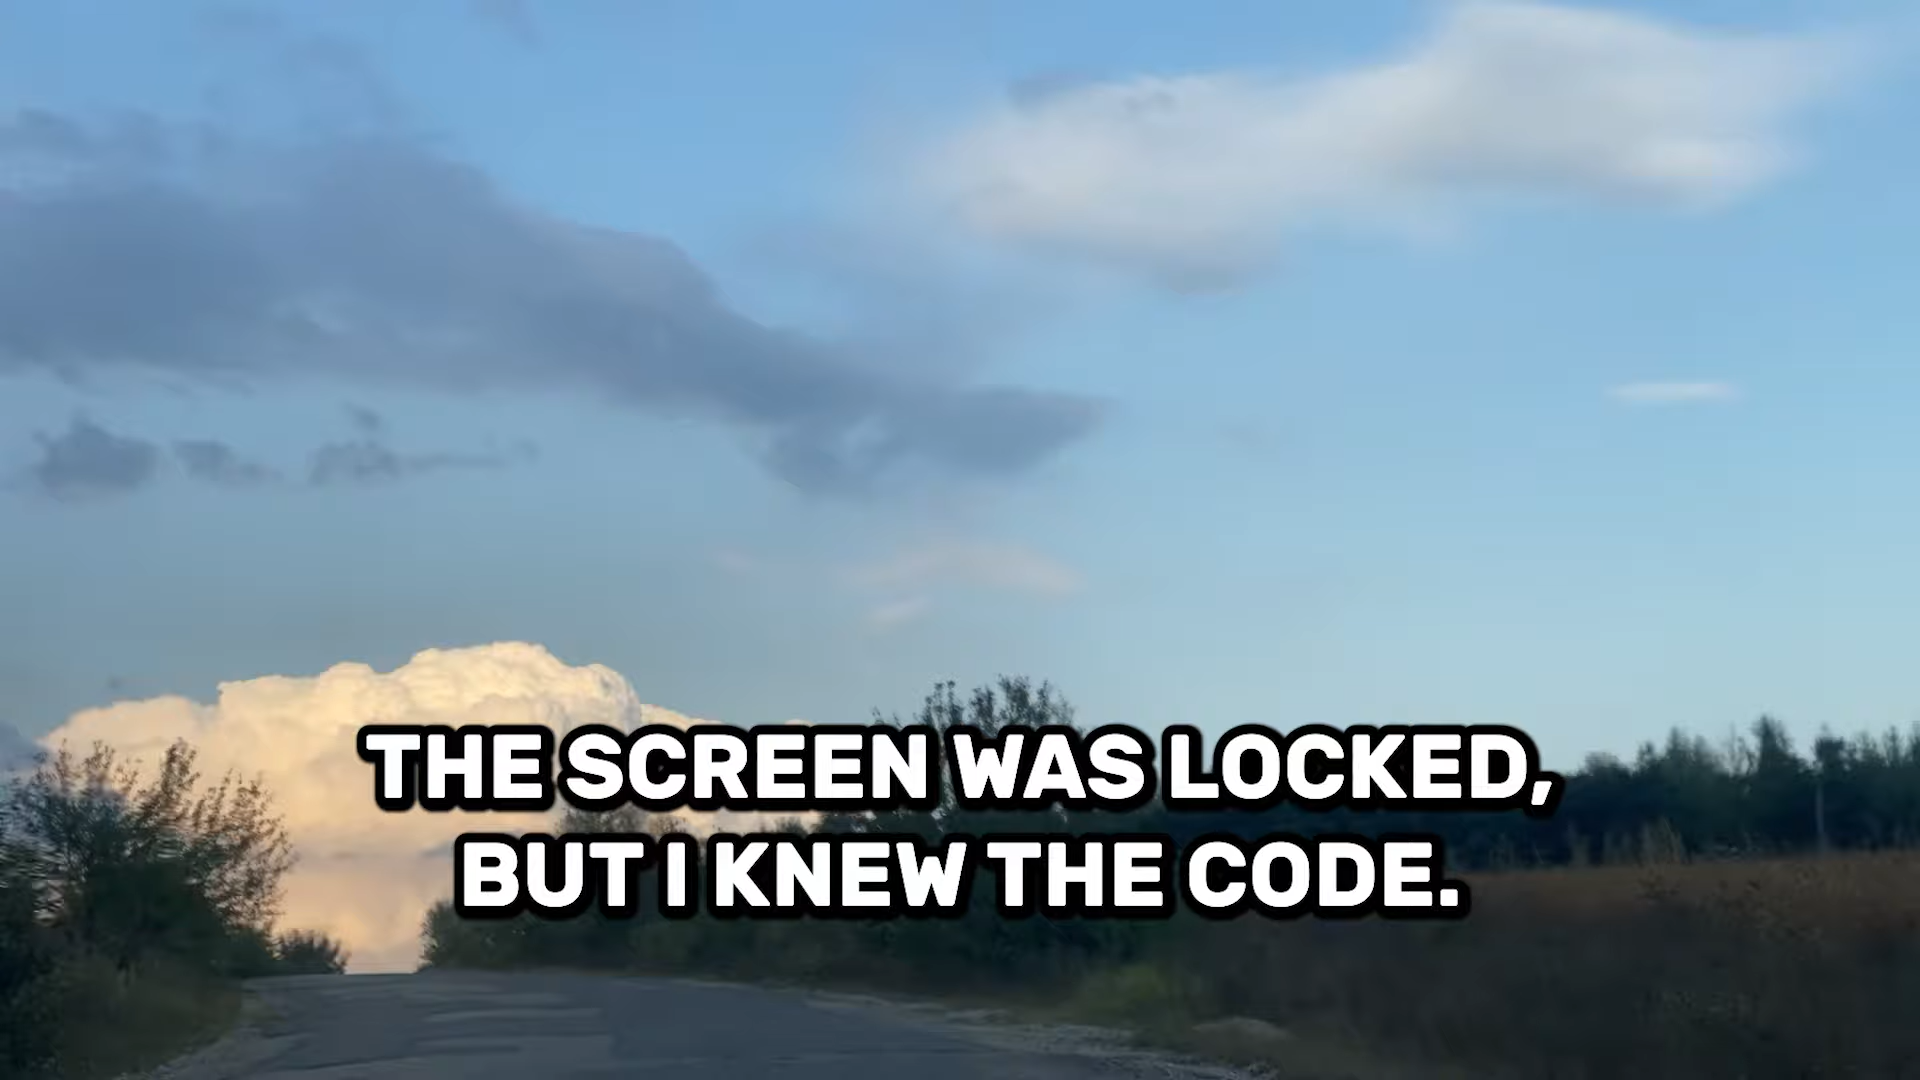 THE SCREEN WAS LOCKED,
BUT I KNEW THE CODE.